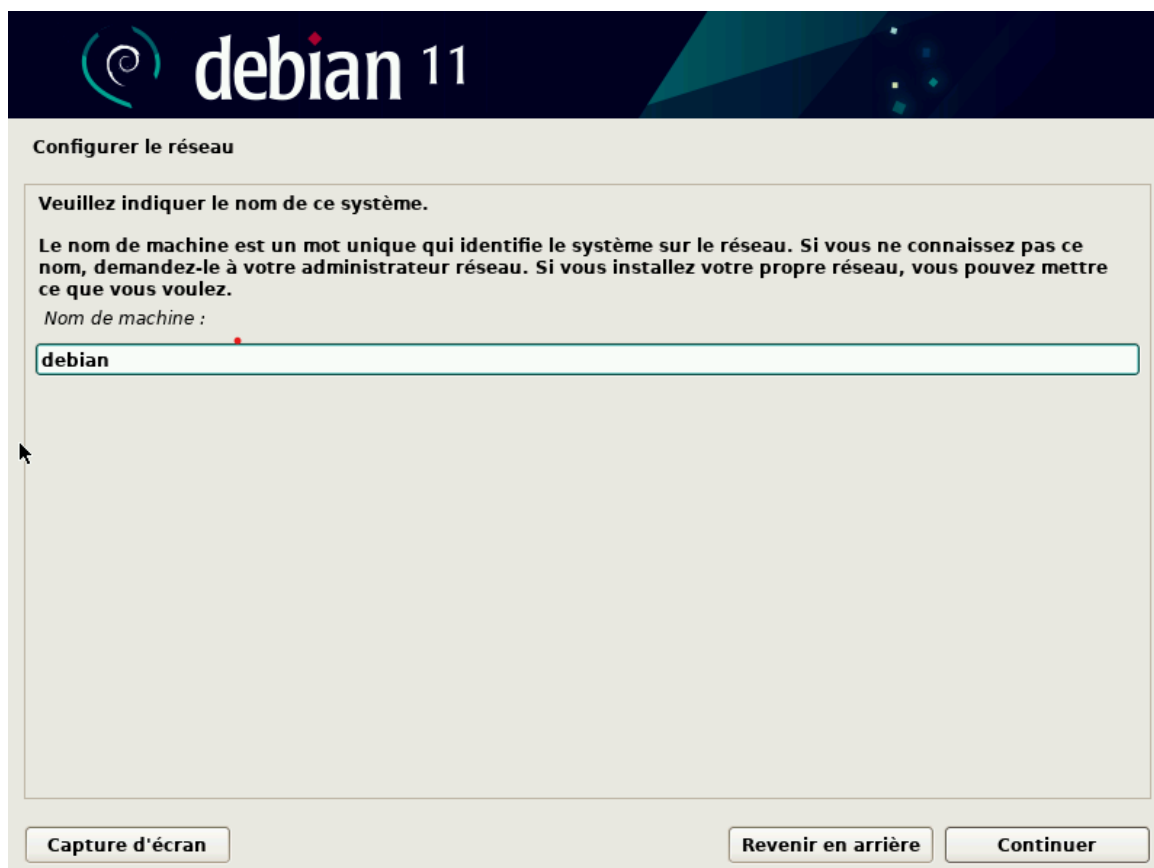 debian 11
Configurer le réseau
Veuillez indiquer le nom de ce système.
Le nom de machine est un mot unique qui identifie le système sur le réseau. Si vous ne connaissez pas ce
nom, demandez-le à votre administrateur réseau. Si vous installez votre propre réseau, vous pouvez mettre
ce que vous voulez.
Nom de machine :
debian
Capture d'écran
Revenir en arrière
Continuer